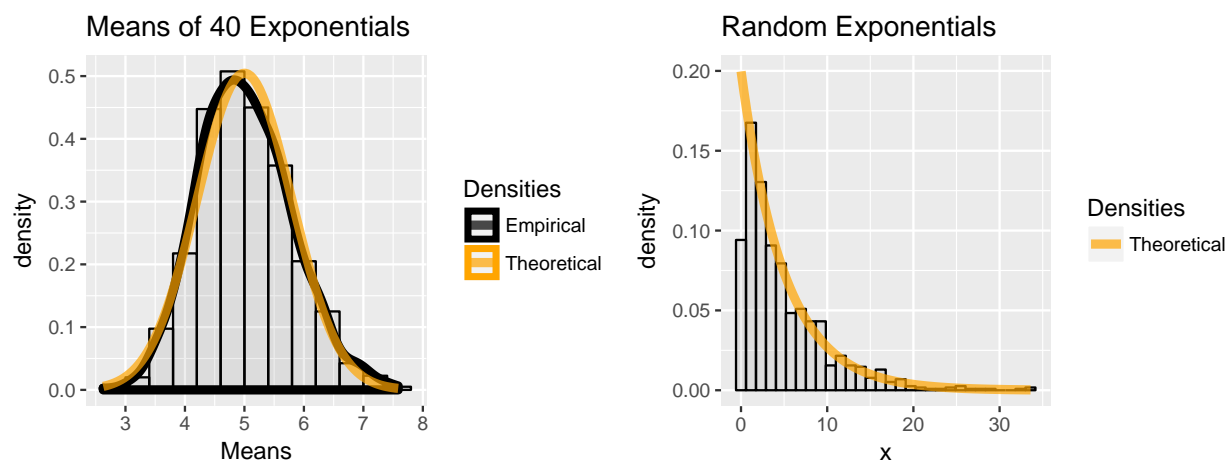 Means of 40 Exponentials
0.5
0.4
0.3
0.2
0.1
0.0
density
3 4 5 6 7 8
Means
Densities
Empirical
Theoretical
Random Exponentials
0.20
0.15
0.10
0.05
0.00
density
0 10 20 30
x
Densities
Theoretical